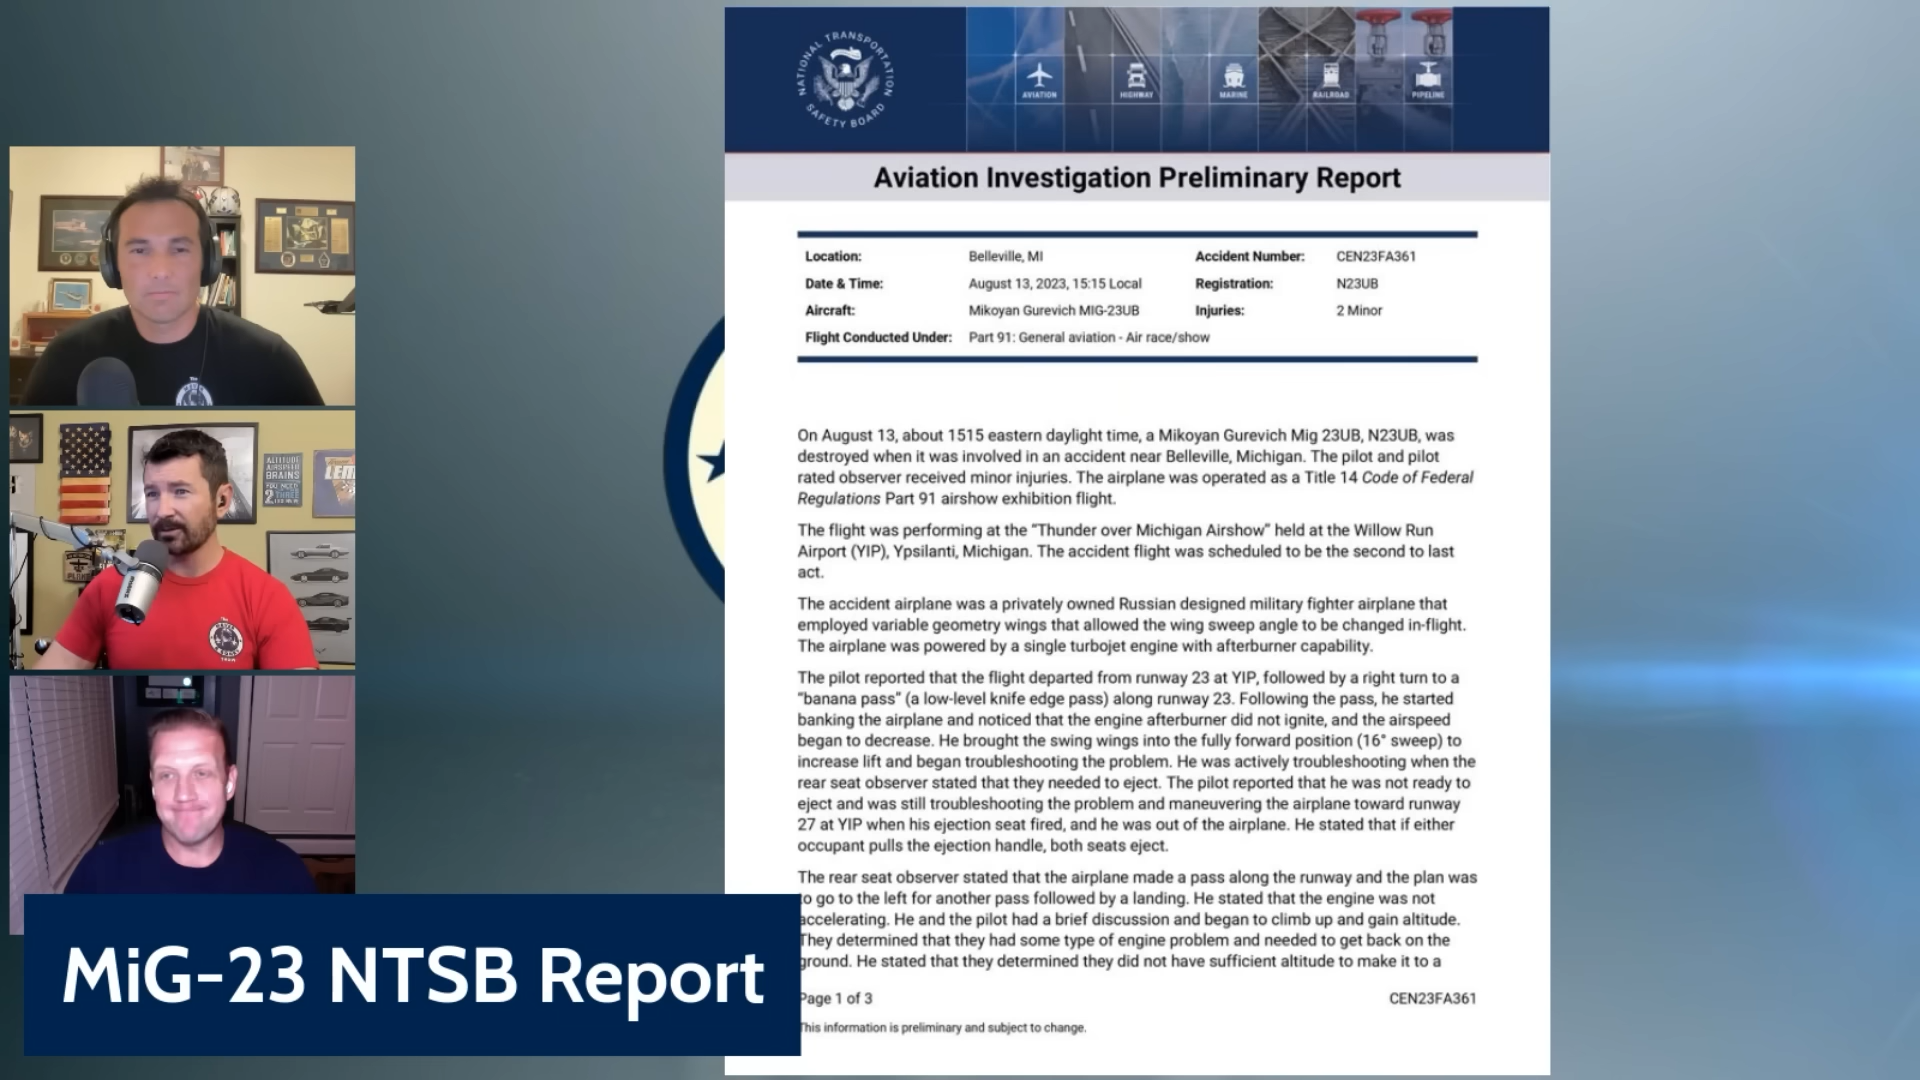 NATIONAL TRANSPORTATION
SAFETY BOARD
AVIATION
HIGHWAY
MARINE
RAILROAD
PIPELINE
Aviation Investigation Preliminary Report
Location: Belleville, MI Accident Number: CEN23FA361
Date & Time: August 13, 2023, 15:15 Local Registration: N23UB
Aircraft: Mikoyan Gurevich MIG-23UB Injuries: 2 Minor
Flight Conducted Under: Part 91: General aviation - Air race/show
On August 13, about 1515 eastern daylight time, a Mikoyan Gurevich Mig 23UB, N23UB, was
destroyed when it was involved in an accident near Belleville, Michigan. The pilot and pilot
rated observer received minor injuries. The airplane was operated as a Title 14 Code of Federal
Regulations Part 91 airshow exhibition flight.
The flight was performing at the “Thunder over Michigan Airshow” held at the Willow Run
Airport (YIP), Ypsilanti, Michigan. The accident flight was scheduled to be the second to last
act.
The accident airplane was a privately owned Russian designed military fighter airplane that
employed variable geometry wings that allowed the wing sweep angle to be changed in-flight.
The airplane was powered by a single turbojet engine with afterburner capability.
The pilot reported that the flight departed from runway 23 at YIP, followed by a right turn to a
“banana pass” (a low-level knife edge pass) along runway 23. Following the pass, he started
banking the airplane and noticed that the engine afterburner did not ignite, and the airspeed
began to decrease. He brought the swing wings into the fully forward position (16° sweep) to
increase lift and began troubleshooting the problem. He was actively troubleshooting when the
rear seat observer stated that they needed to eject. The pilot reported that he was not ready to
eject and was still troubleshooting the problem and maneuvering the airplane toward runway
27 at YIP when his ejection seat fired, and he was out of the airplane. He stated that if either
occupant pulls the ejection handle, both seats eject.
The rear seat observer stated that the airplane made a pass along the runway and the plan was
to go to the left for another pass followed by a landing. He stated that the engine was not
accelerating. He and the pilot had a brief discussion and began to climb up and gain altitude.
They determined that they had some type of engine problem and needed to get back on the
ground. He stated that they determined they did not have sufficient altitude to make it to a
Page 1 of 3 CEN23FA361
This information is preliminary and subject to change.
ALTITUDE
AIRSPEED
BRAINS
YOU NEED
2 THREE
LEM
MiG-23 NTSB Report